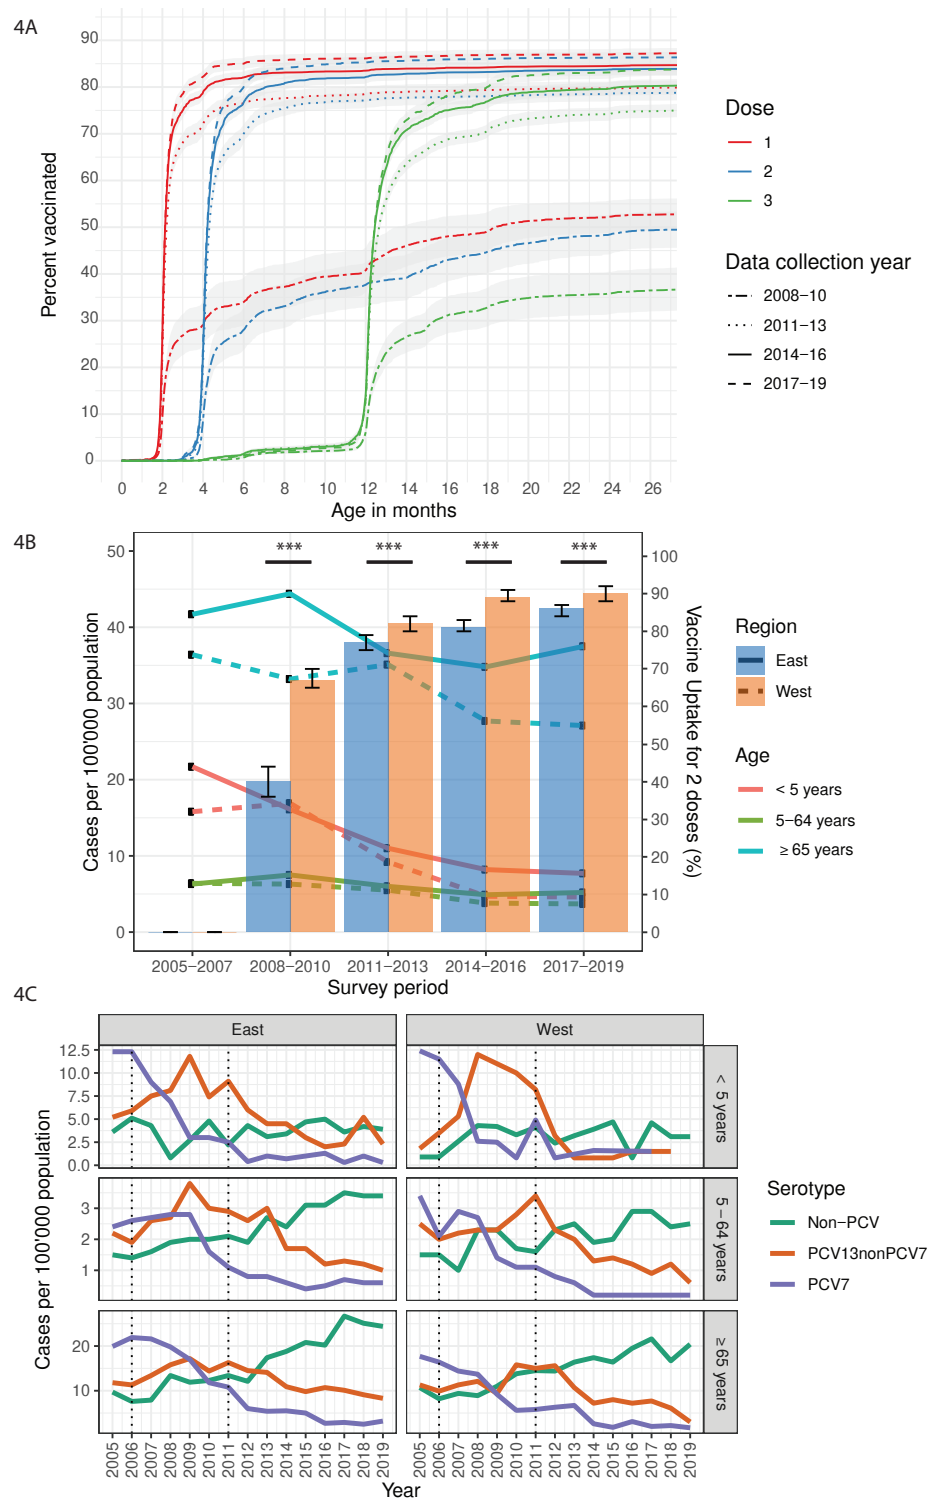 4A
90
80
70
60
50
40
30
20
10
0
Percent vaccinated
0 2 4 6 8 10 12 14 16 18 20 22 24 26
Age in months
Dose
1
2
3
Data collection year
2008−10
2011−13
2014−16
2017−19
4B
50
40
30
20
10
0
Cases per 100'000 population
*** *** *** ***
100
90
80
70
60
50
40
30
20
10
0
Vaccine Uptake for 2 doses (%)
2005−2007 2008−2010 2011−2013 2014−2016 2017−2019
Survey period
Region
East
West
Age
< 5 years
5−64 years
≥ 65 years
4C
East West
12.5
10.0
7.5
5.0
2.5
0.0
< 5 years
3
2
1
5 − 64 years
20
10
≥ 65 years
Cases per 100'000 population
2005 2006 2007 2008 2009 2010 2011 2012 2013 2014 2015 2016 2017 2018 2019 2005 2006 2007 2008 2009 2010 2011 2012 2013 2014 2015 2016 2017 2018 2019
Year
Serotype
Non−PCV
PCV13nonPCV7
PCV7